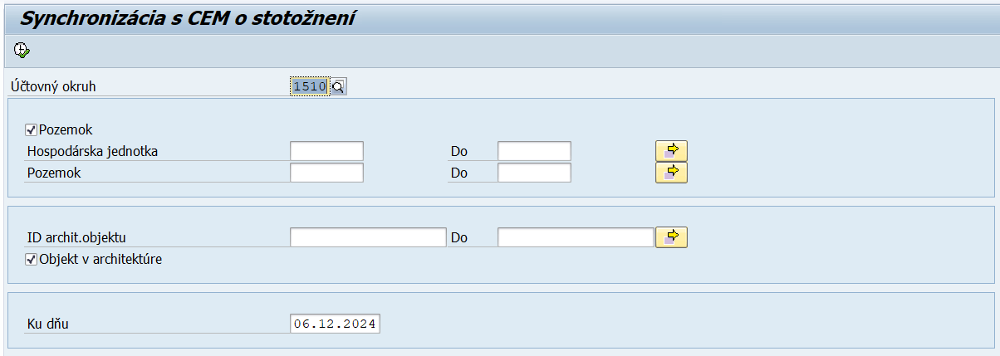 Synchronizácia s CEM o stotožnení
Účtovný okruh 1510
Pozemok
Hospodárska jednotka Do
Pozemok Do
ID archit.objektu Do
Objekt v architektúre
Ku dňu 06.12.2024